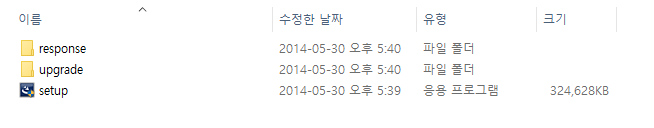 이름 수정한 날짜 유형 크기
response 2014-05-30 오후 5:40 파일 폴더
upgrade 2014-05-30 오후 5:40 파일 폴더
setup 2014-05-30 오후 5:39 응용 프로그램 324,628KB